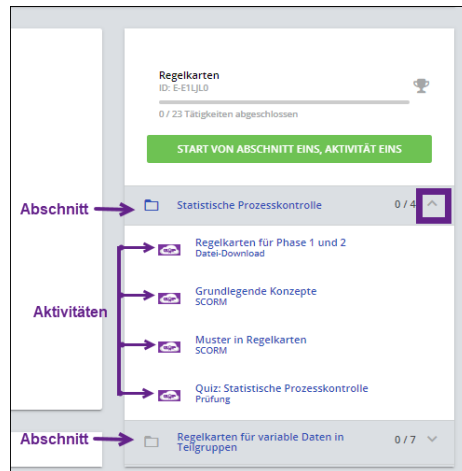 Regelkarten
ID: E-E1LJL0
0 / 23 Tätigkeiten abgeschlossen
START VON ABSCHNITT EINS, AKTIVITÄT EINS
Abschnitt
Statistische Prozesskontrolle
0 / 4
Regelkarten für Phase 1 und 2
Datei-Download
Grundlegende Konzepte
SCORM
Aktivitäten
Muster in Regelkarten
SCORM
Quiz: Statistische Prozesskontrolle
Prüfung
Abschnitt
Regelkarten für variable Daten in
Teilgruppen
0 / 7